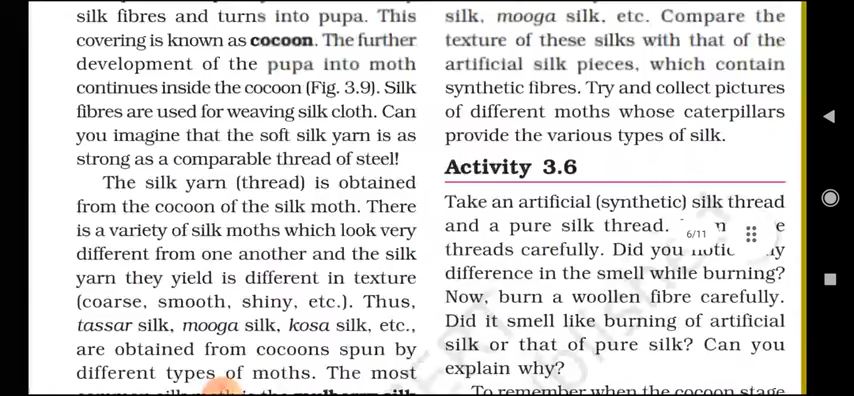 silk fibres and turns into pupa. This
covering is known as cocoon. The further
development of the pupa into moth
continues inside the cocoon (Fig. 3.9). Silk
fibres are used for weaving silk cloth. Can
you imagine that the soft silk yarn is as
strong as a comparable thread of steel!
The silk yarn (thread) is obtained
from the cocoon of the silk moth. There
is a variety of silk moths which look very
different from one another and the silk
yarn they yield is different in texture
(coarse, smooth, shiny, etc.). Thus,
tassar silk, mooga silk, kosa silk, etc.,
are obtained from cocoons spun by
different types of moths. The most
silk, mooga silk, etc. Compare the
texture of these silks with that of the
artificial silk pieces, which contain
synthetic fibres. Try and collect pictures
of different moths whose caterpillars
provide the various types of silk.
Activity 3.6
Take an artificial (synthetic) silk thread
and a pure silk thread.
6/11
threads carefully. Did you
difference in the smell while burning?
Now, burn a woollen fibre carefully.
Did it smell like burning of artificial
silk or that of pure silk? Can you
explain why?
To remember when the cocoon stage